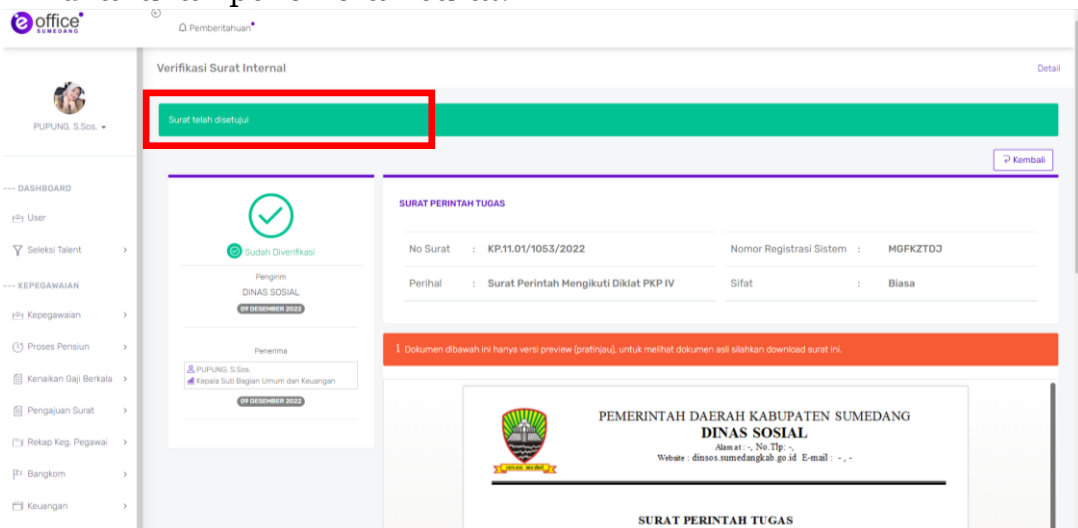 office
SUMEDANG
Pemberitahuan
Verifikasi Surat Internal
Detail
PUPUNG, S.Sos.
Surat telah disetujui
Kembali
--- DASHBOARD
User
Seleksi Talent
--- KEPEGAWAIAN
Kepegawaian
Proses Pensiun
Kenaikan Gaji Berkala
Pengajuan Surat
Rekap Keg. Pegawai
Bangkom
Keuangan
Sudah Diverifikasi
Pengirim
DINAS SOSIAL
09 DESEMBER 2022
Penerima
PUPUNG, S.Sos.
Kepala Sub Bagian Umum dan Keuangan
09 DESEMBER 2022
SURAT PERINTAH TUGAS
No Surat : KP.11.01/1053/2022
Nomor Registrasi Sistem : MGFKZTDJ
Perihal : Surat Perintah Mengikuti Diklat PKP IV
Sifat : Biasa
Dokumen dibawah ini hanya versi preview (pratinjau), untuk melihat dokumen asli silahkan download surat ini.
PEMERINTAH DAERAH KABUPATEN SUMEDANG
DINAS SOSIAL
Alamat : -, No.Tlp: -,
Website : dinsos.sumedangkab.go.id E-mail : - , -
SURAT PERINTAH TUGAS